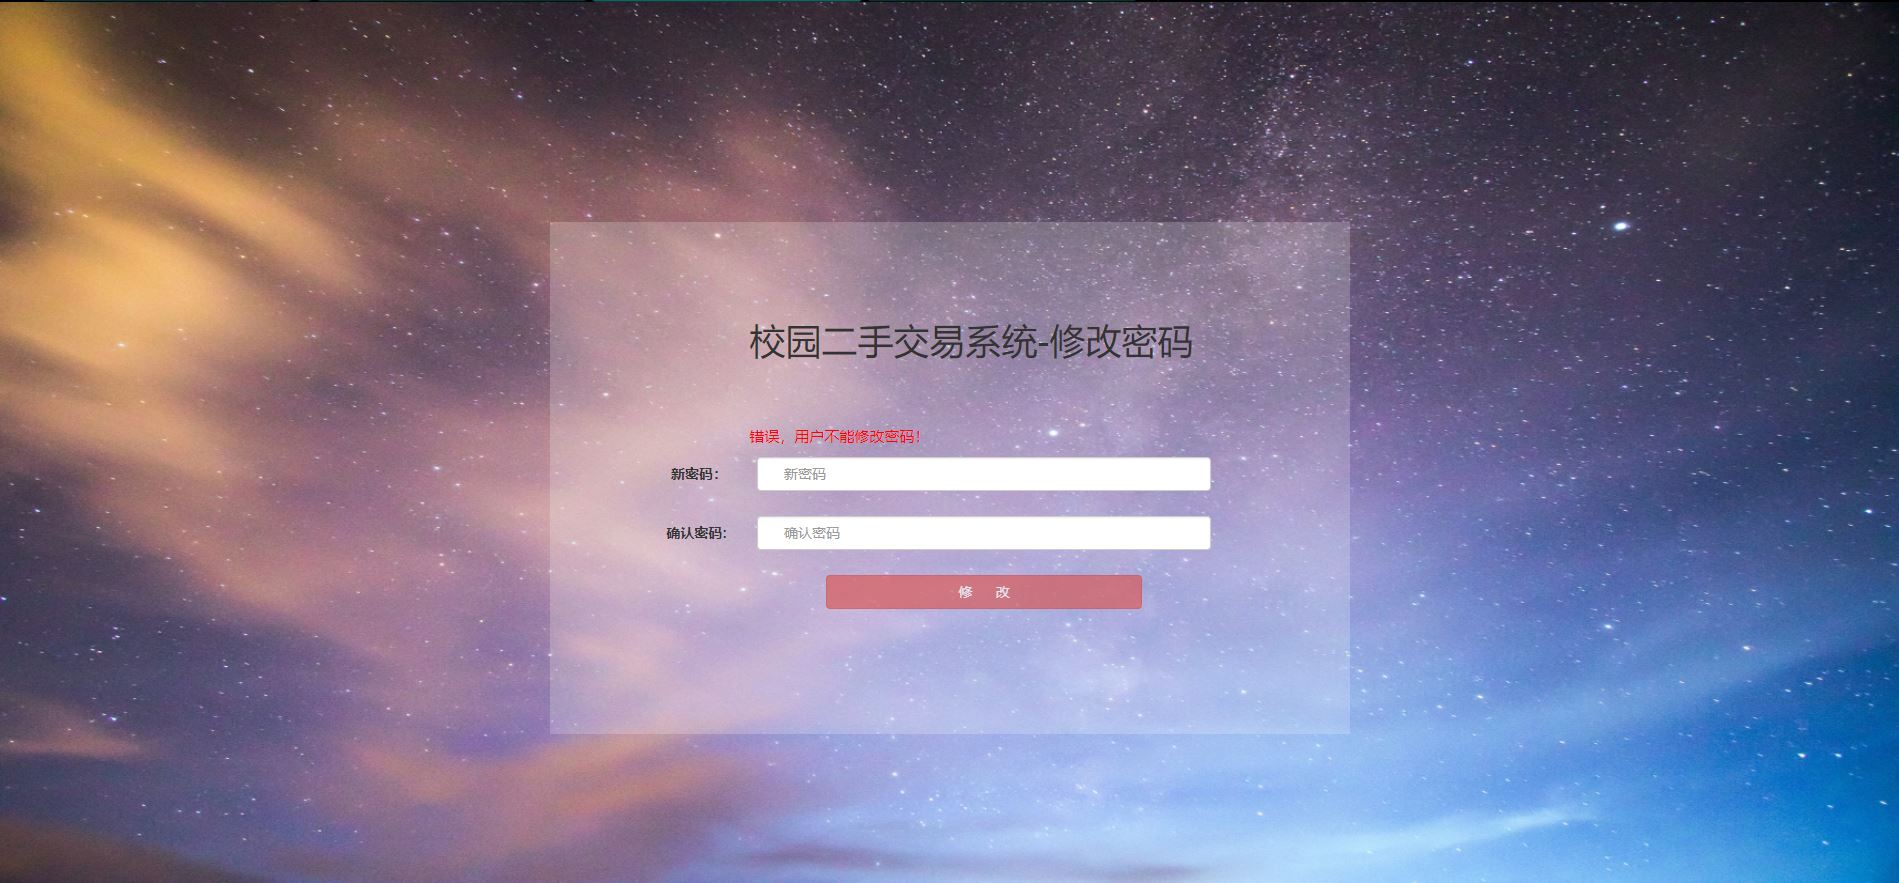 校园二手交易系统-修改密码
错误，用户不能修改密码！
新密码： 新密码
确认密码： 确认密码
修 改